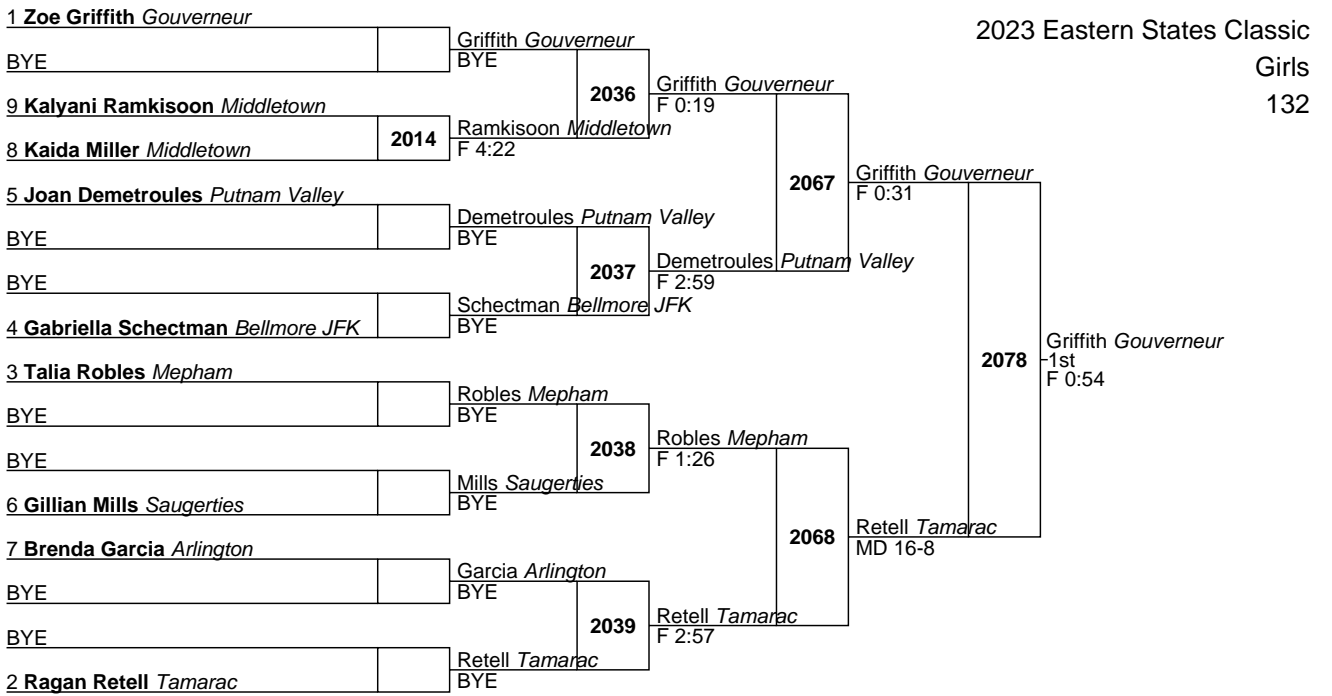 2023 Eastern States Classic
Girls
132
1 Zoe Griffith Gouverneur
BYE
9 Kalyani Ramkisoon Middletown
8 Kaida Miller Middletown
5 Joan Demetroules Putnam Valley
BYE
BYE
4 Gabriella Schectman Bellmore JFK
3 Talia Robles Mepham
BYE
BYE
6 Gillian Mills Saugerties
7 Brenda Garcia Arlington
BYE
BYE
2 Ragan Retell Tamarac
2014
Griffith Gouverneur
BYE
Ramkisoon Middletown
F 4:22
Demetroules Putnam Valley
BYE
Schectman Bellmore JFK
BYE
Robles Mepham
BYE
Mills Saugerties
BYE
Garcia Arlington
BYE
Retell Tamarac
BYE
2036
2037
2038
2039
Griffith Gouverneur
F 0:19
Demetroules Putnam Valley
F 2:59
Robles Mepham
F 1:26
Retell Tamarac
F 2:57
2067
2068
Griffith Gouverneur
F 0:31
Retell Tamarac
MD 16-8
2078
Griffith Gouverneur
1st
F 0:54